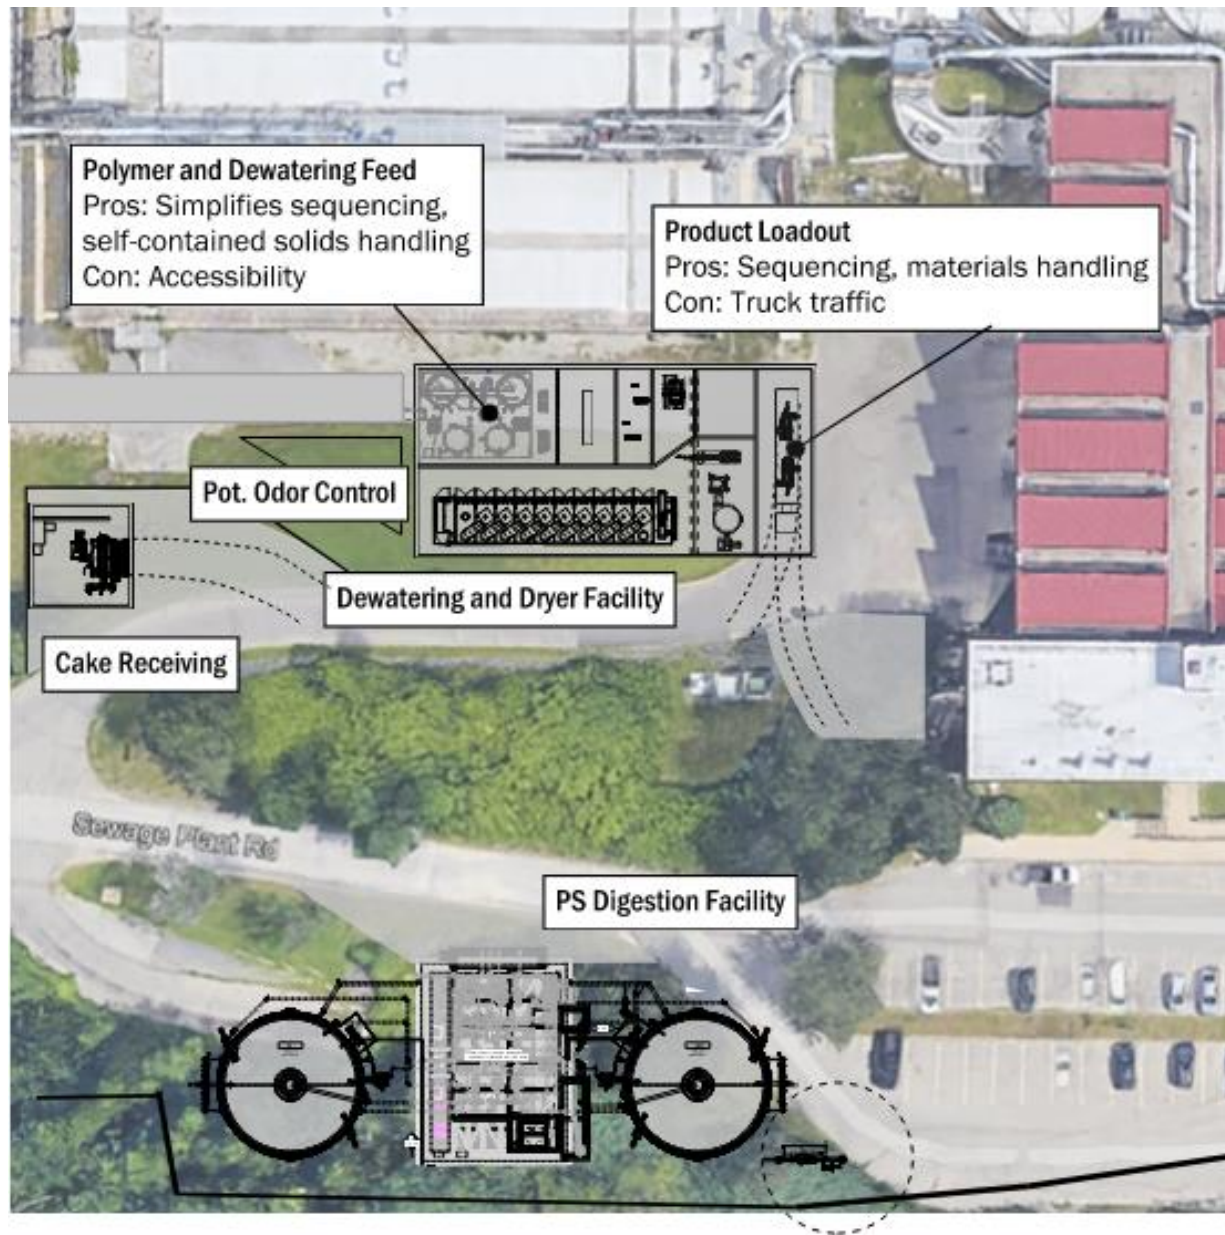 Polymer and Dewatering Feed
Pros: Simplifies sequencing,
self-contained solids handling
Con: Accessibility
Product Loadout
Pros: Sequencing, materials handling
Con: Truck traffic
Pot. Odor Control
Dewatering and Dryer Facility
Cake Receiving
Sewage Plant Rd
PS Digestion Facility